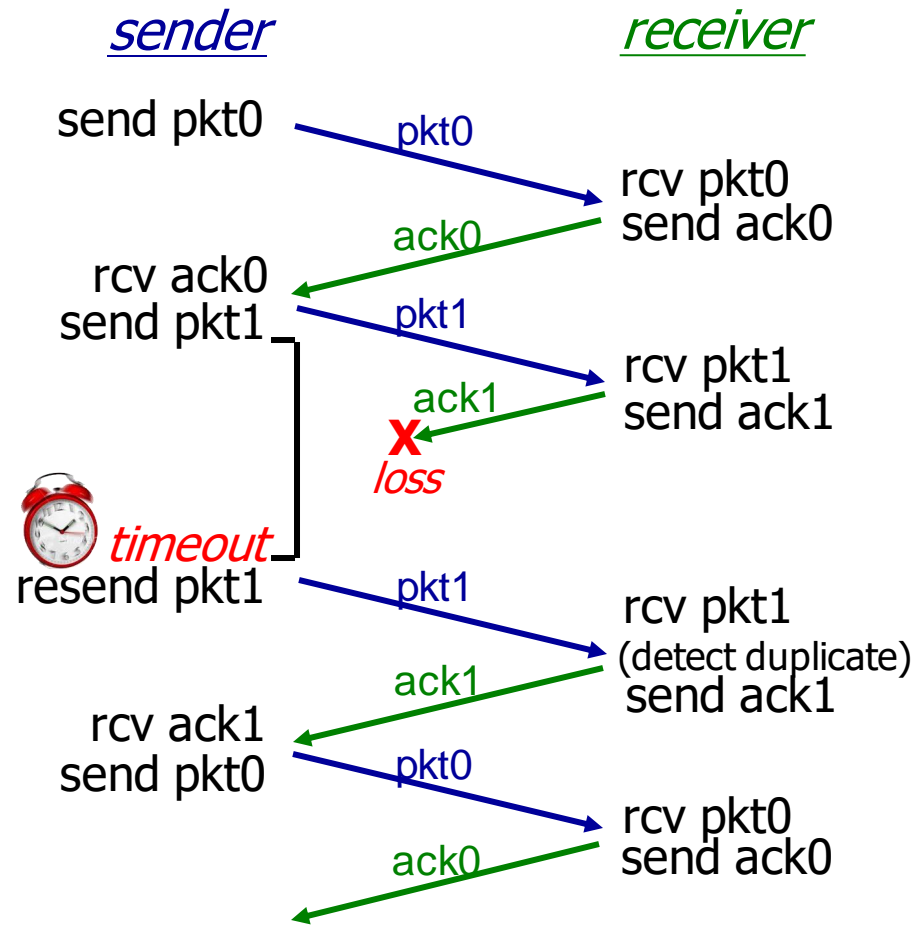 sender receiver
send pkt0
pkt0
rcv pkt0
send ack0
ack0
rcv ack0
send pkt1
pkt1
rcv pkt1
send ack1
ack1
X
loss
timeout
resend pkt1
pkt1
rcv pkt1
(detect duplicate)
send ack1
ack1
rcv ack1
send pkt0
pkt0
rcv pkt0
send ack0
ack0